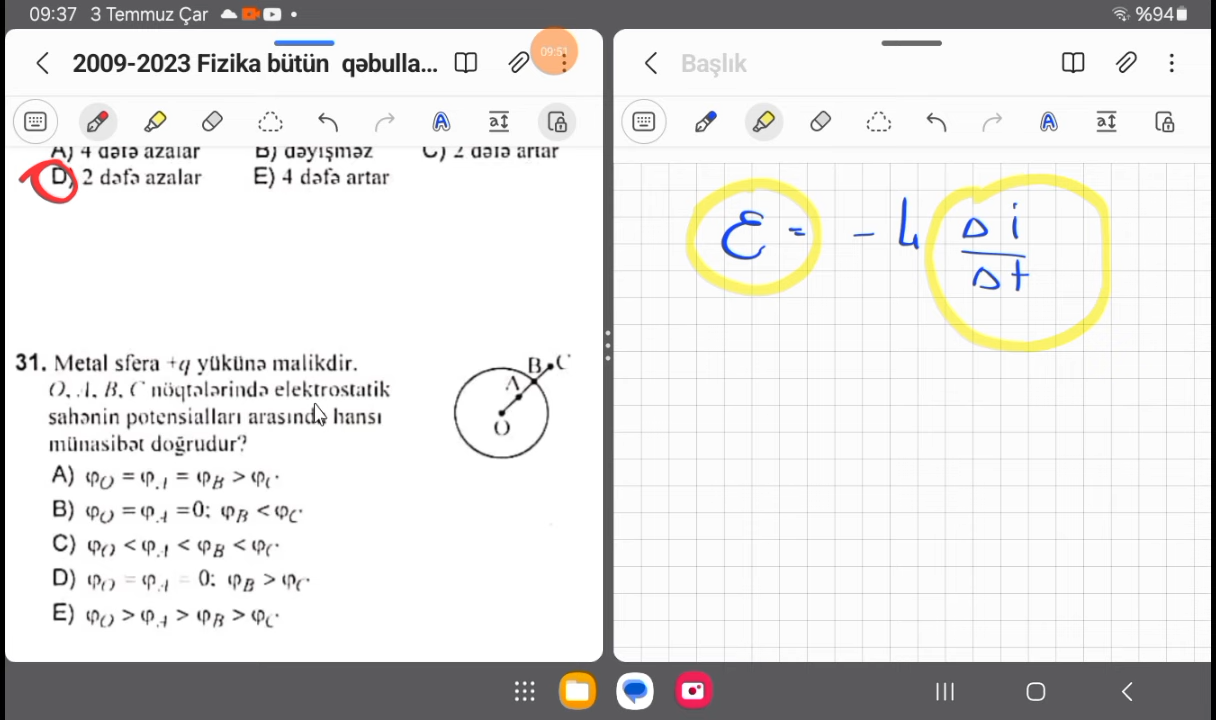 09:37 3 Temmuz Çar
%94
2009-2023 Fizika bütün qəbulla...
09:51
Başlık
A) 4 dəfə azalar B) dəyişməz C) 2 dəfə artar
D) 2 dəfə azalar E) 4 dəfə artar
31. Metal sfera +q yükünə malikdir.
O, A, B, C nöqtələrində elektrostatik
sahənin potensialları arasında hansı
münasibət doğrudur?
A) φO = φA = φB > φC.
B) φO = φA =0; φB < φC.
C) φO < φA < φB < φC.
D) φO = φA = 0; φB > φC.
E) φO > φA > φB > φC.
B C
A
O
ℰ = - L Δi/Δt